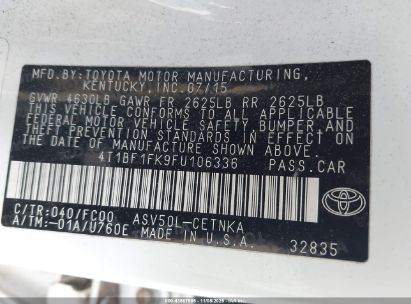 MFD.BY:TOYOTA MOTOR MANUFACTURING,
KENTUCKY,INC.07/15
GVWR 4630LB GAWR FR 2625LB RR 2625LB
THIS VEHICLE CONFORMS TO ALL APPLICABLE
FEDERAL MOTOR VEHICLE SAFETY, BUMPER, AND
THEFT PREVENTION STANDARDS IN EFFECT ON
THE DATE OF MANUFACTURE SHOWN ABOVE.
4T1BF1FK9FU106336 PASS.CAR
C/TR:040/FC00 ASV50L-CETNKA
A/TM:-01A/U760E MADE IN U.S.A.
TOYOTA
32835